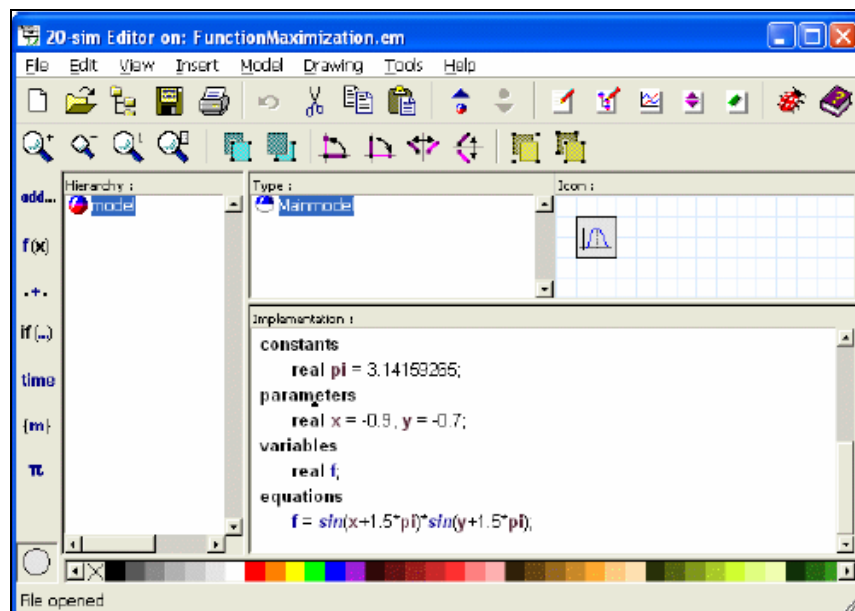 20-sim Editor on: FunctionMaximization.em
File Edit View Insert Model Drawing Tools Help
Hierarchy :
model
Type :
Mainmodel
Icon :
add...
f(x)
.+.
if (...)
time
{m}
π
Implementation :
constants
real pi = 3.14159265;
parameters
real x = -0.9, y = -0.7;
variables
real f;
equations
f = sin(x+1.5*pi)*sin(y+1.5*pi);
File opened